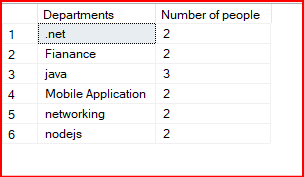 Departments Number of people
1 .net 2
2 Fianance 2
3 java 3
4 Mobile Application 2
5 networking 2
6 nodejs 2